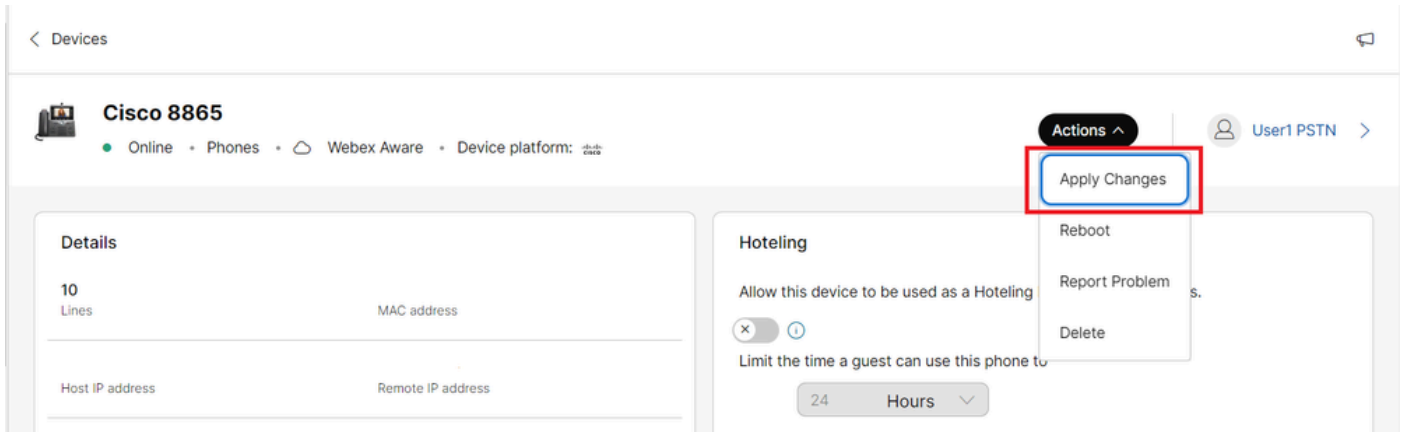 Devices
Cisco 8865
Online • Phones • Webex Aware • Device platform:
Actions
User1 PSTN
Apply Changes
Reboot
Report Problem
Delete
Details
10
Lines
MAC address
Host IP address
Remote IP address
Hoteling
Allow this device to be used as a Hoteling
s.
Limit the time a guest can use this phone to
24 Hours